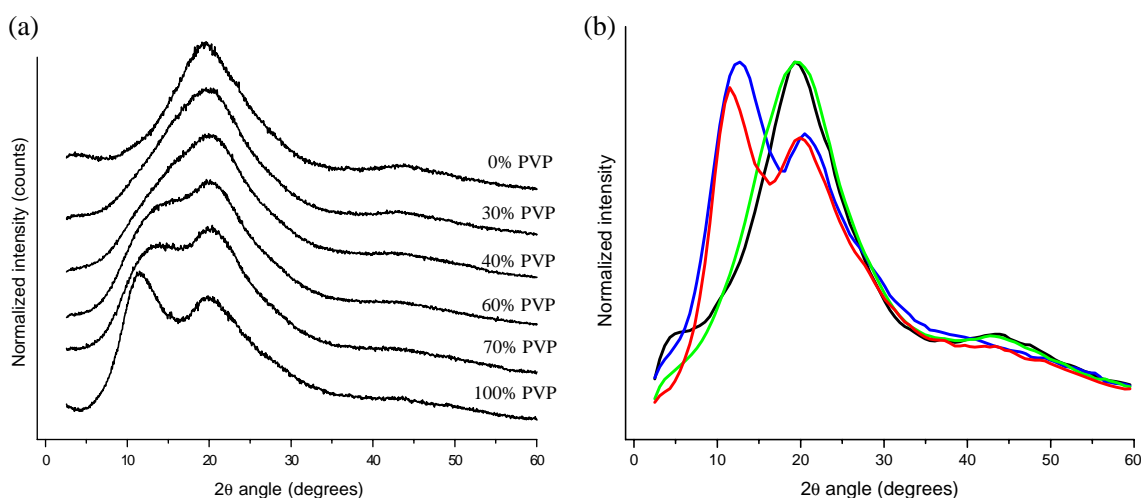 (a)
Normalized intensity (counts)
0% PVP
30% PVP
40% PVP
60% PVP
70% PVP
100% PVP
0 10 20 30 40 50 60
2θ angle (degrees)
(b)
Normalized intensity
0 10 20 30 40 50 60
2θ angle (degrees)